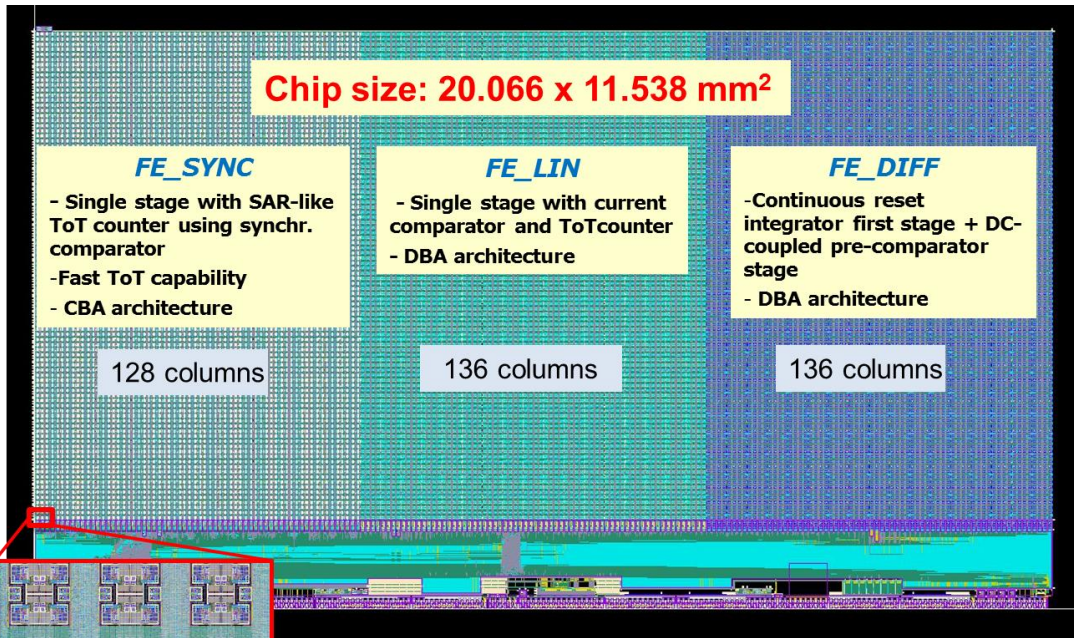 Chip size: 20.066 x 11.538 mm²
FE_SYNC
- Single stage with SAR-like
ToT counter using synchr.
comparator
-Fast ToT capability
- CBA architecture
128 columns
FE_LIN
- Single stage with current
comparator and ToTcounter
- DBA architecture
136 columns
FE_DIFF
-Continuous reset
integrator first stage + DC-
coupled pre-comparator
stage
- DBA architecture
136 columns